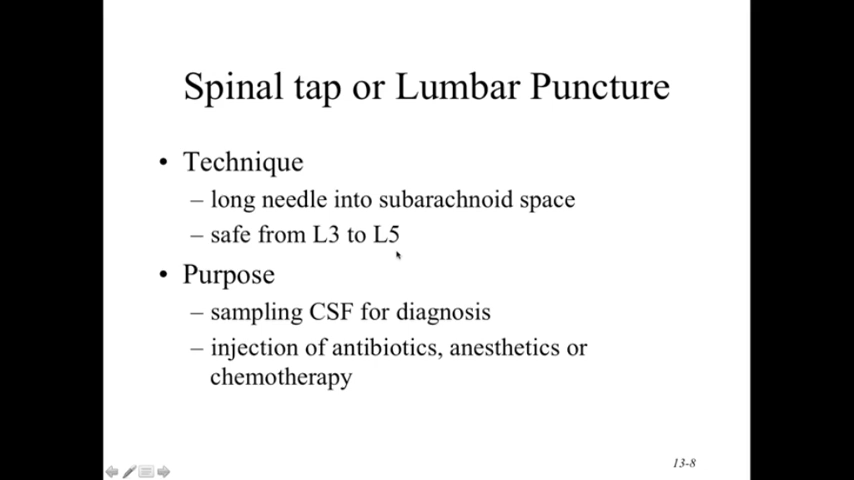 Spinal tap or Lumbar Puncture
• Technique
– long needle into subarachnoid space
– safe from L3 to L5
• Purpose
– sampling CSF for diagnosis
– injection of antibiotics, anesthetics or
chemotherapy
13-8